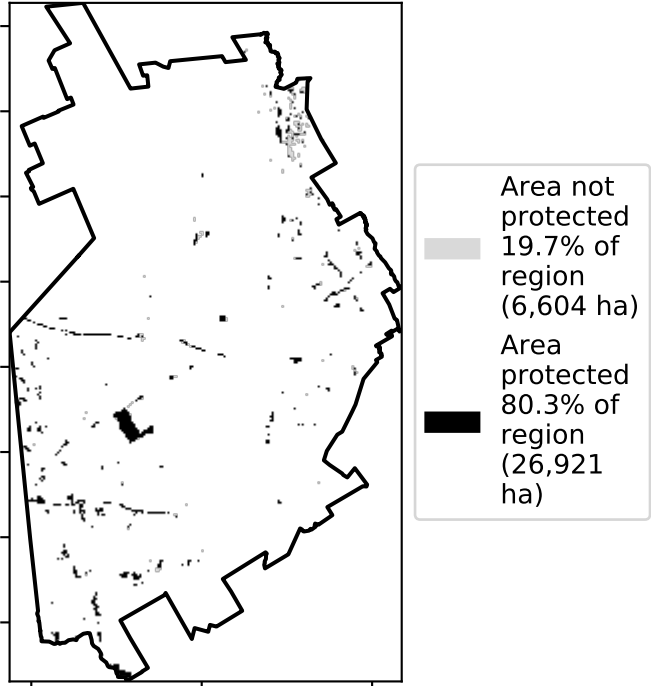 Area not
protected
19.7% of
region
(6,604 ha)
Area
protected
80.3% of
region
(26,921
ha)